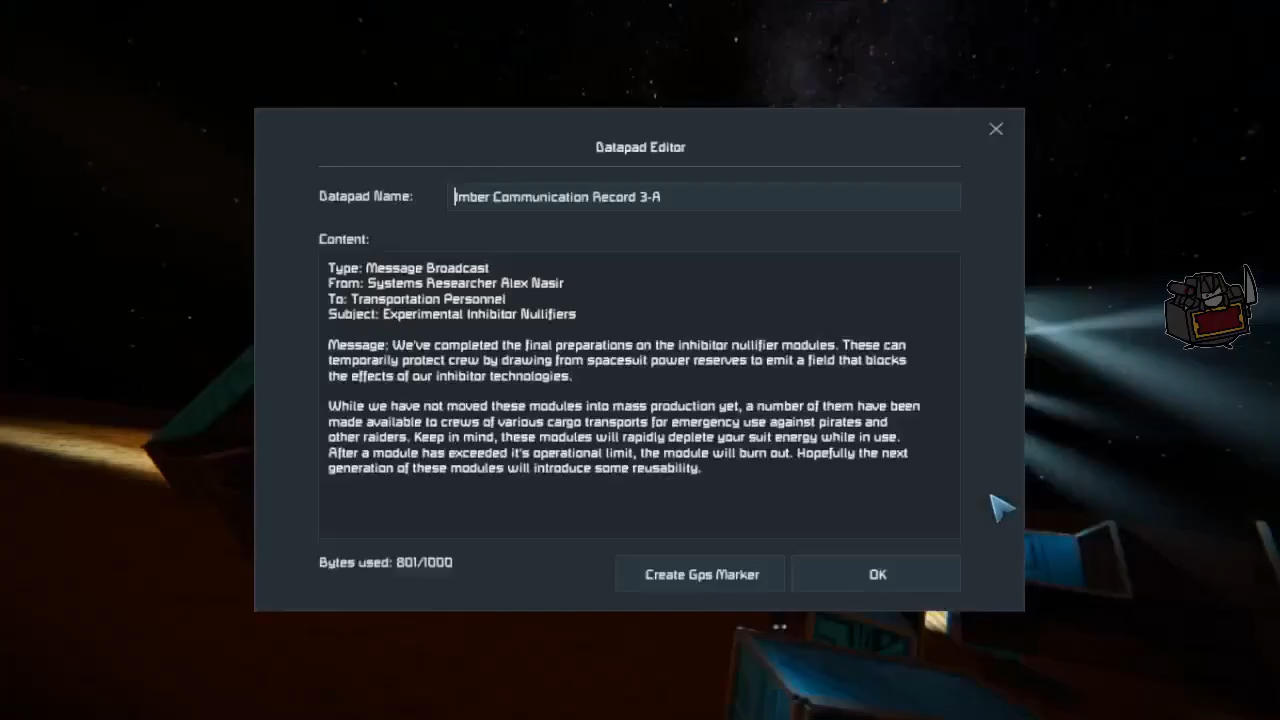 Datapad Editor
Datapad Name:
Imber Communication Record 3-A
Content:
Type: Message Broadcast
From: Systems Researcher Alex Nasir
To: Transportation Personnel
Subject: Experimental Inhibitor Nullifiers
Message: We've completed the final preparations on the inhibitor nullifier modules. These can
temporarily protect crew by drawing from spacesuit power reserves to emit a field that blocks
the effects of our inhibitor technologies.
While we have not moved these modules into mass production yet, a number of them have been
made available to crews of various cargo transports for emergency use against pirates and
other raiders. Keep in mind, these modules will rapidly deplete your suit energy while in use.
After a module has exceeded it's operational limit, the module will burn out. Hopefully the next
generation of these modules will introduce some reusability.
Bytes used: 801/1000
Create Gps Marker
OK